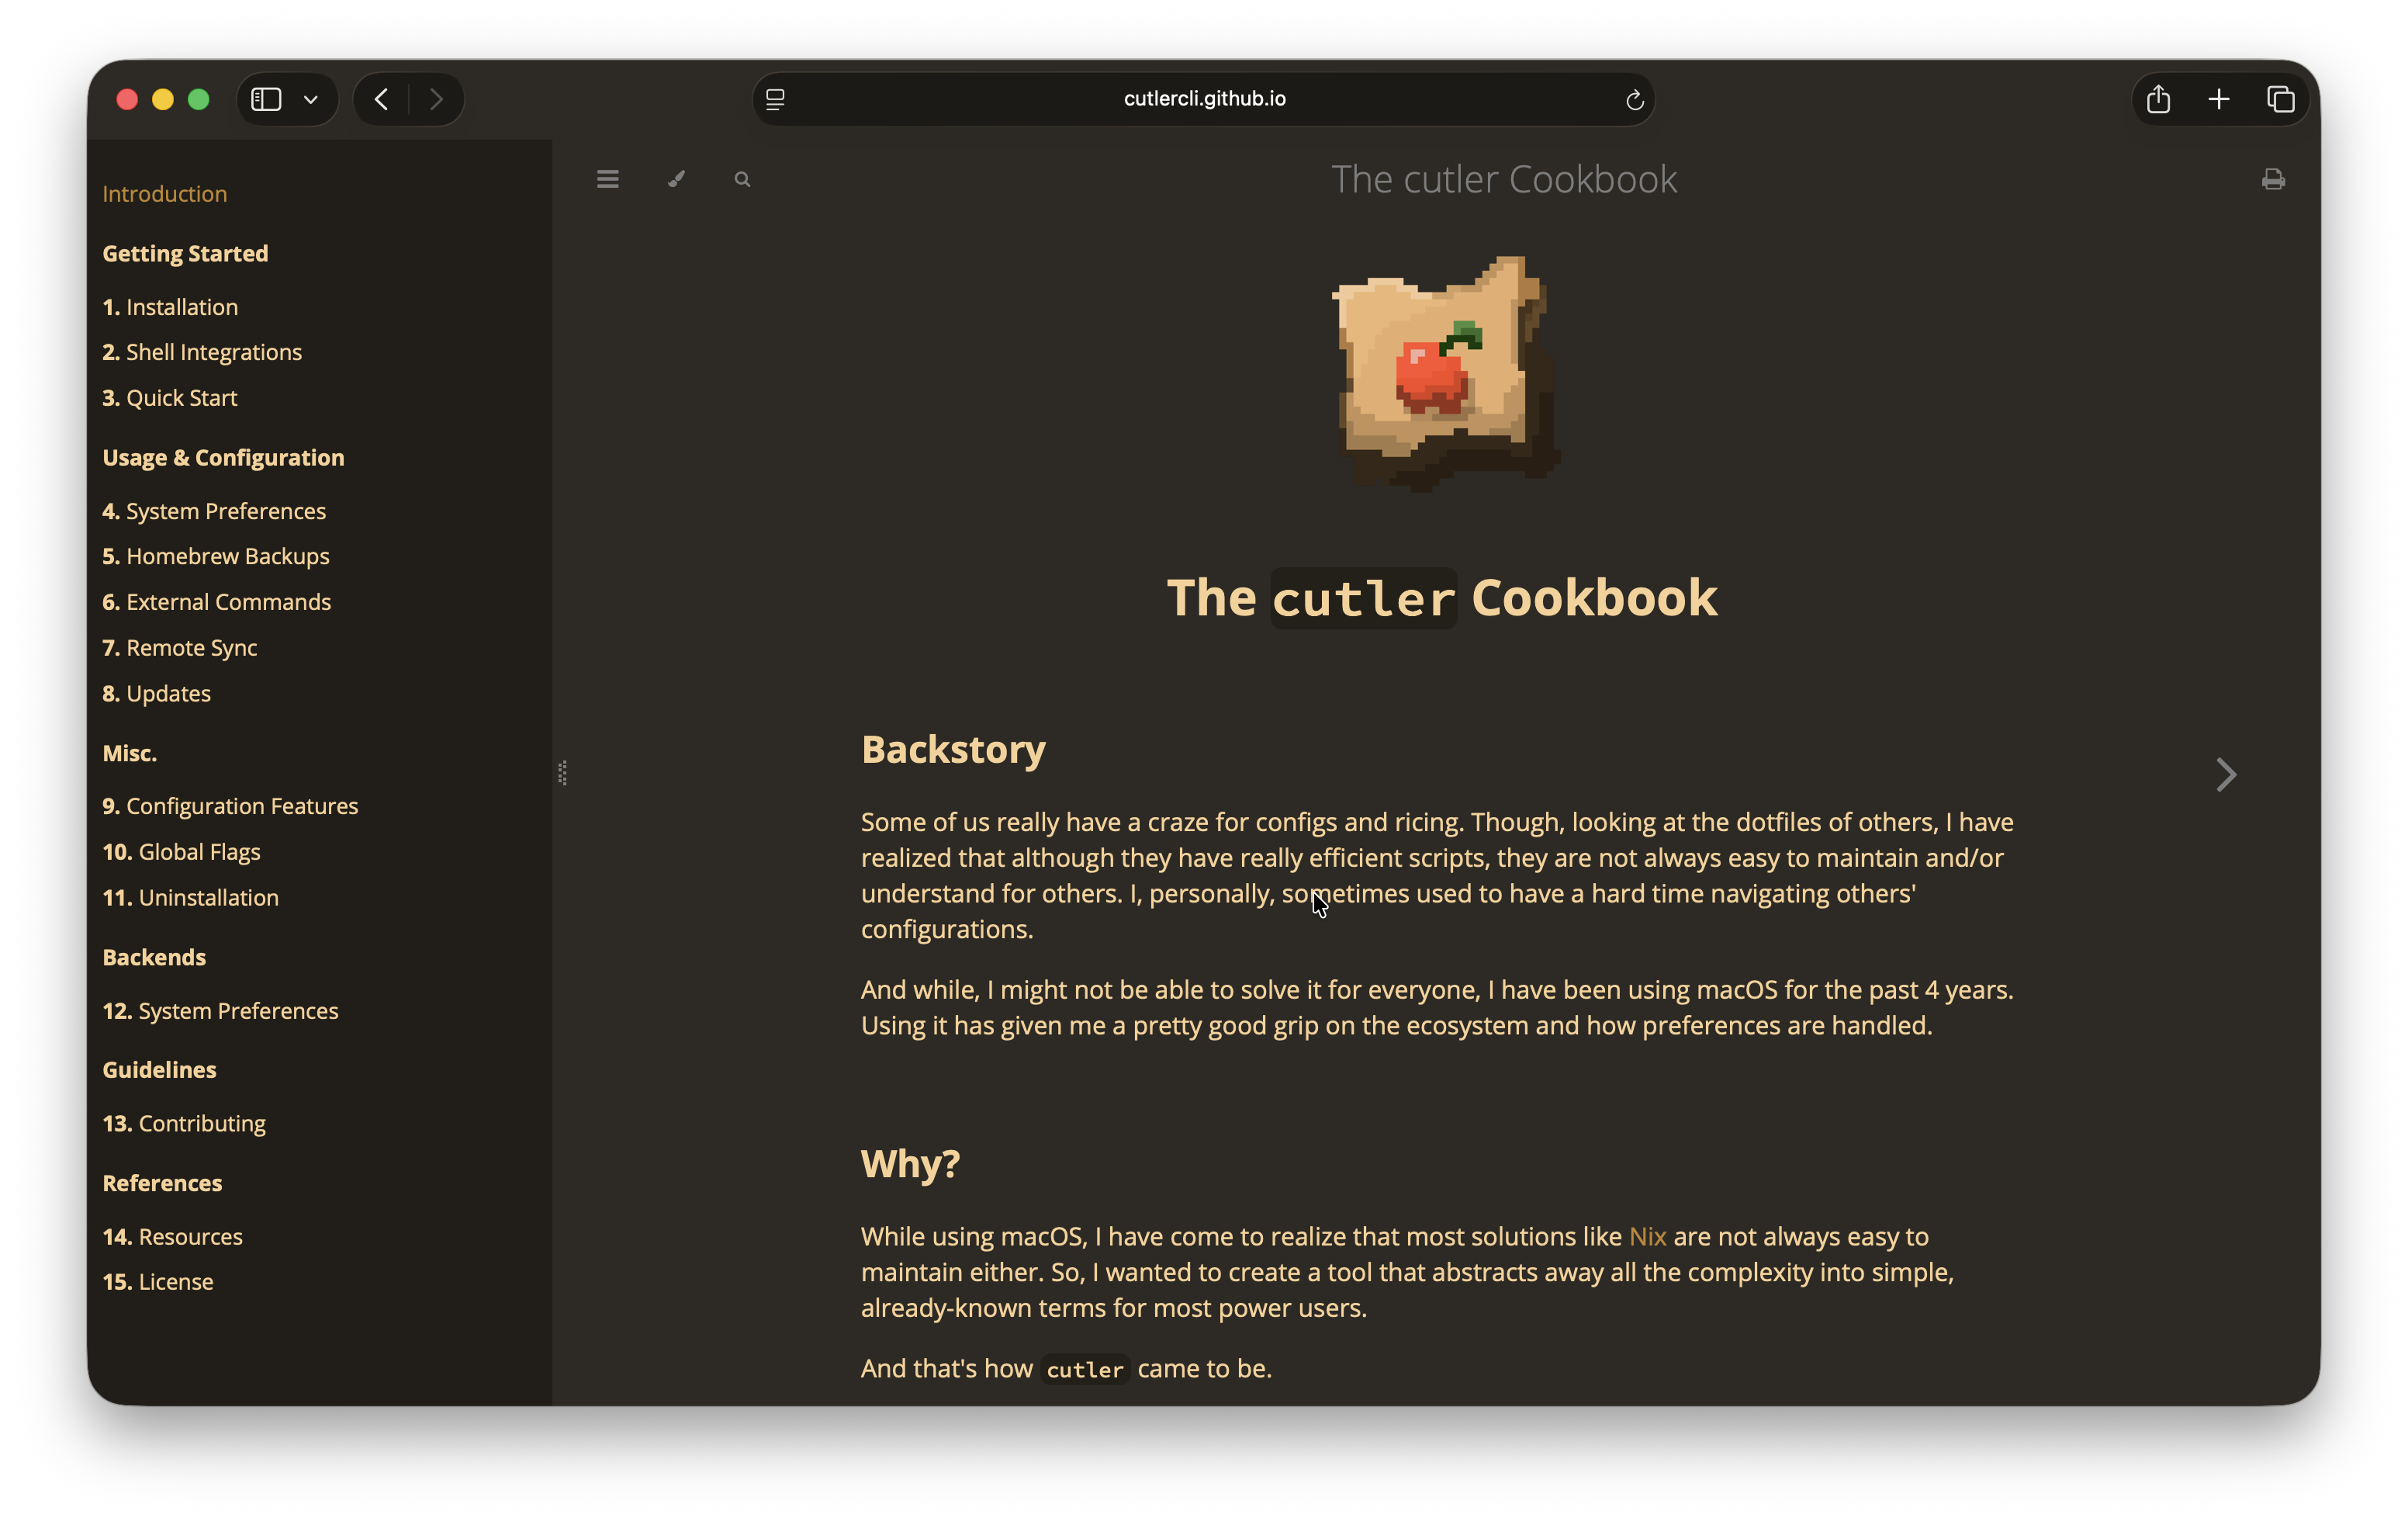 cutlercli.github.io
Introduction
Getting Started
1. Installation
2. Shell Integrations
3. Quick Start
Usage & Configuration
4. System Preferences
5. Homebrew Backups
6. External Commands
7. Remote Sync
8. Updates
Misc.
9. Configuration Features
10. Global Flags
11. Uninstallation
Backends
12. System Preferences
Guidelines
13. Contributing
References
14. Resources
15. License
The cutler Cookbook
The cutler Cookbook
Backstory
Some of us really have a craze for configs and ricing. Though, looking at the dotfiles of others, I have
realized that although they have really efficient scripts, they are not always easy to maintain and/or
understand for others. I, personally, sometimes used to have a hard time navigating others'
configurations.
And while, I might not be able to solve it for everyone, I have been using macOS for the past 4 years.
Using it has given me a pretty good grip on the ecosystem and how preferences are handled.
Why?
While using macOS, I have come to realize that most solutions like Nix are not always easy to
maintain either. So, I wanted to create a tool that abstracts away all the complexity into simple,
already-known terms for most power users.
And that's how cutler came to be.